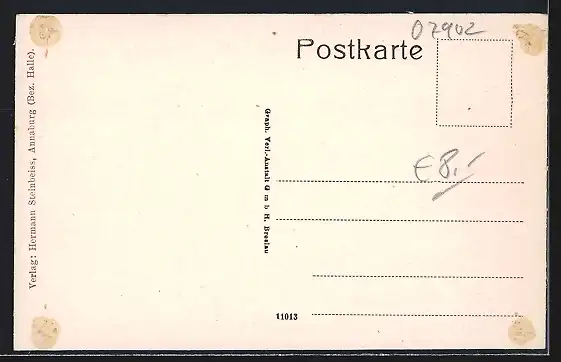 07902
Postkarte
Verlag: Hermann Steinbeiss, Annaburg (Bez. Halle).
Graph. Verl.-Anstalt G m b H. Breslau
€ 8,-
11013